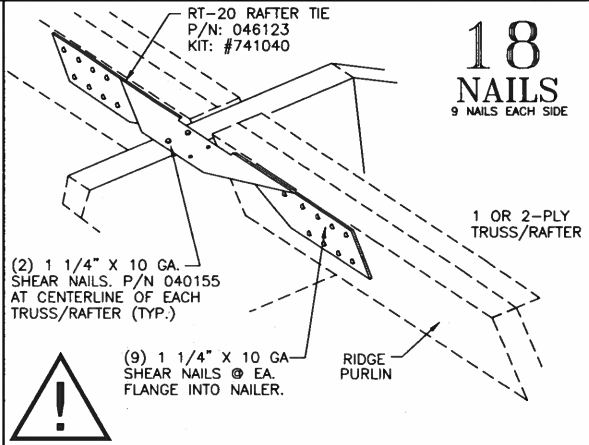 RT-20 RAFTER TIE
P/N: 046123
KIT: #741040
18
NAILS
9 NAILS EACH SIDE
1 OR 2-PLY
TRUSS/RAFTER
(2) 1 1/4" X 10 GA.
SHEAR NAILS. P/N 040155
AT CENTERLINE OF EACH
TRUSS/RAFTER (TYP.)
(9) 1 1/4" X 10 GA
SHEAR NAILS @ EA.
FLANGE INTO NAILER.
RIDGE
PURLIN
!